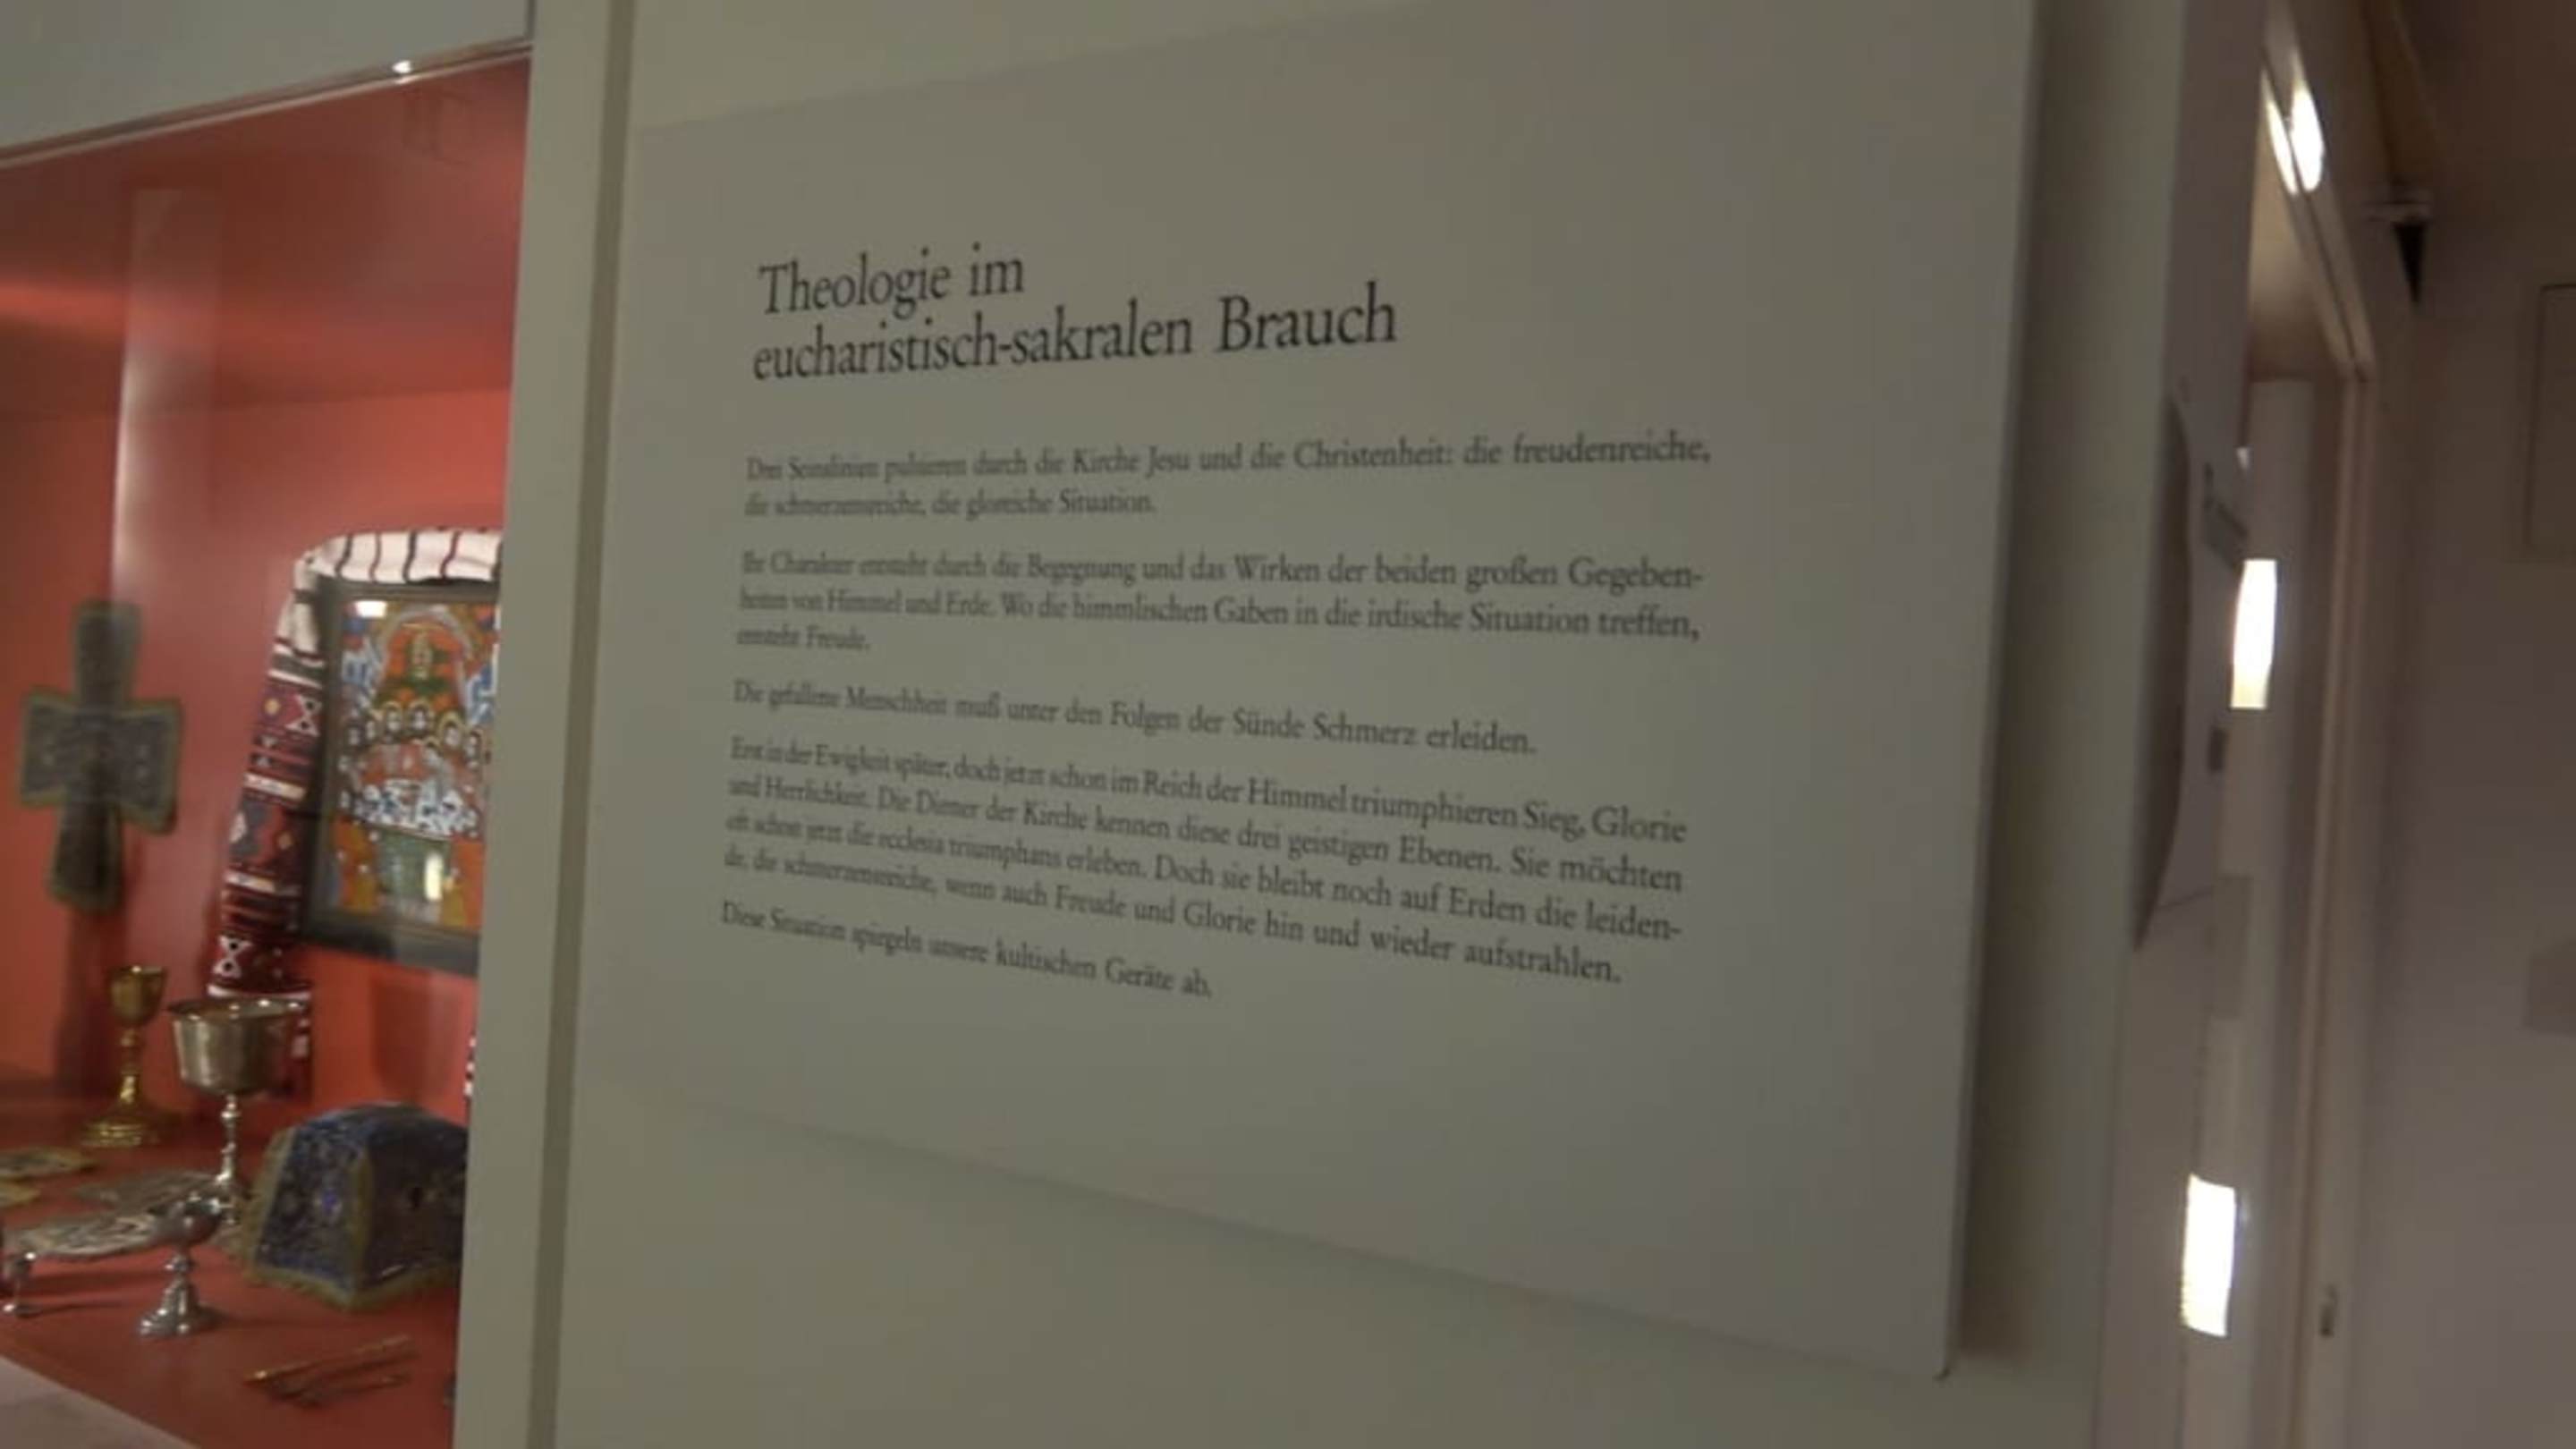 Theologie im
eucharistisch-sakralen Brauch
Drei durch die Kirche Jesu und die Christenheit: die freudenreiche,
die schmerzensreiche, die gloreiche Situation.
Ihr Charakter entsteht durch die Begegnung und das Wirken der beiden großen Gegeben-
heiten von Himmel und Erde. Wo die himmlischen Gaben in die irdische Situation treffen,
entsteht Freude.
Die gefallene Menschheit muß unter den Folgen der Sünde Schmerz erleiden.
Erst in der Ewigkeit später, doch jetzt schon im Reich der Himmel triumphieren Sieg, Glorie
und Herrlichkeit. Die Diener der Kirche kennen diese drei geistigen Ebenen. Sie möchten
oft schon jetzt die ecclesia triumphans erleben. Doch sie bleibt noch auf Erden die leiden-
de, die schmerzensreiche, wenn auch Freude und Glorie hin und wieder aufstrahlen.
Diese Situation spiegeln unsere kultischen Geräte ab.